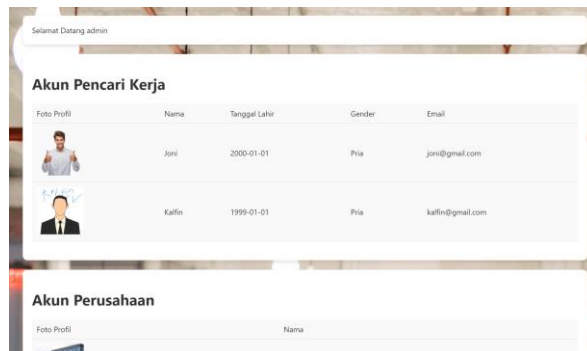 Selamat Datang admin
Akun Pencari Kerja
Foto Profil Nama Tanggal Lahir Gender Email
Joni 2000-01-01 Pria joni@gmail.com
Kalfin
Kalfin 1999-01-01 Pria kalfin@gmail.com
Akun Perusahaan
Foto Profil Nama